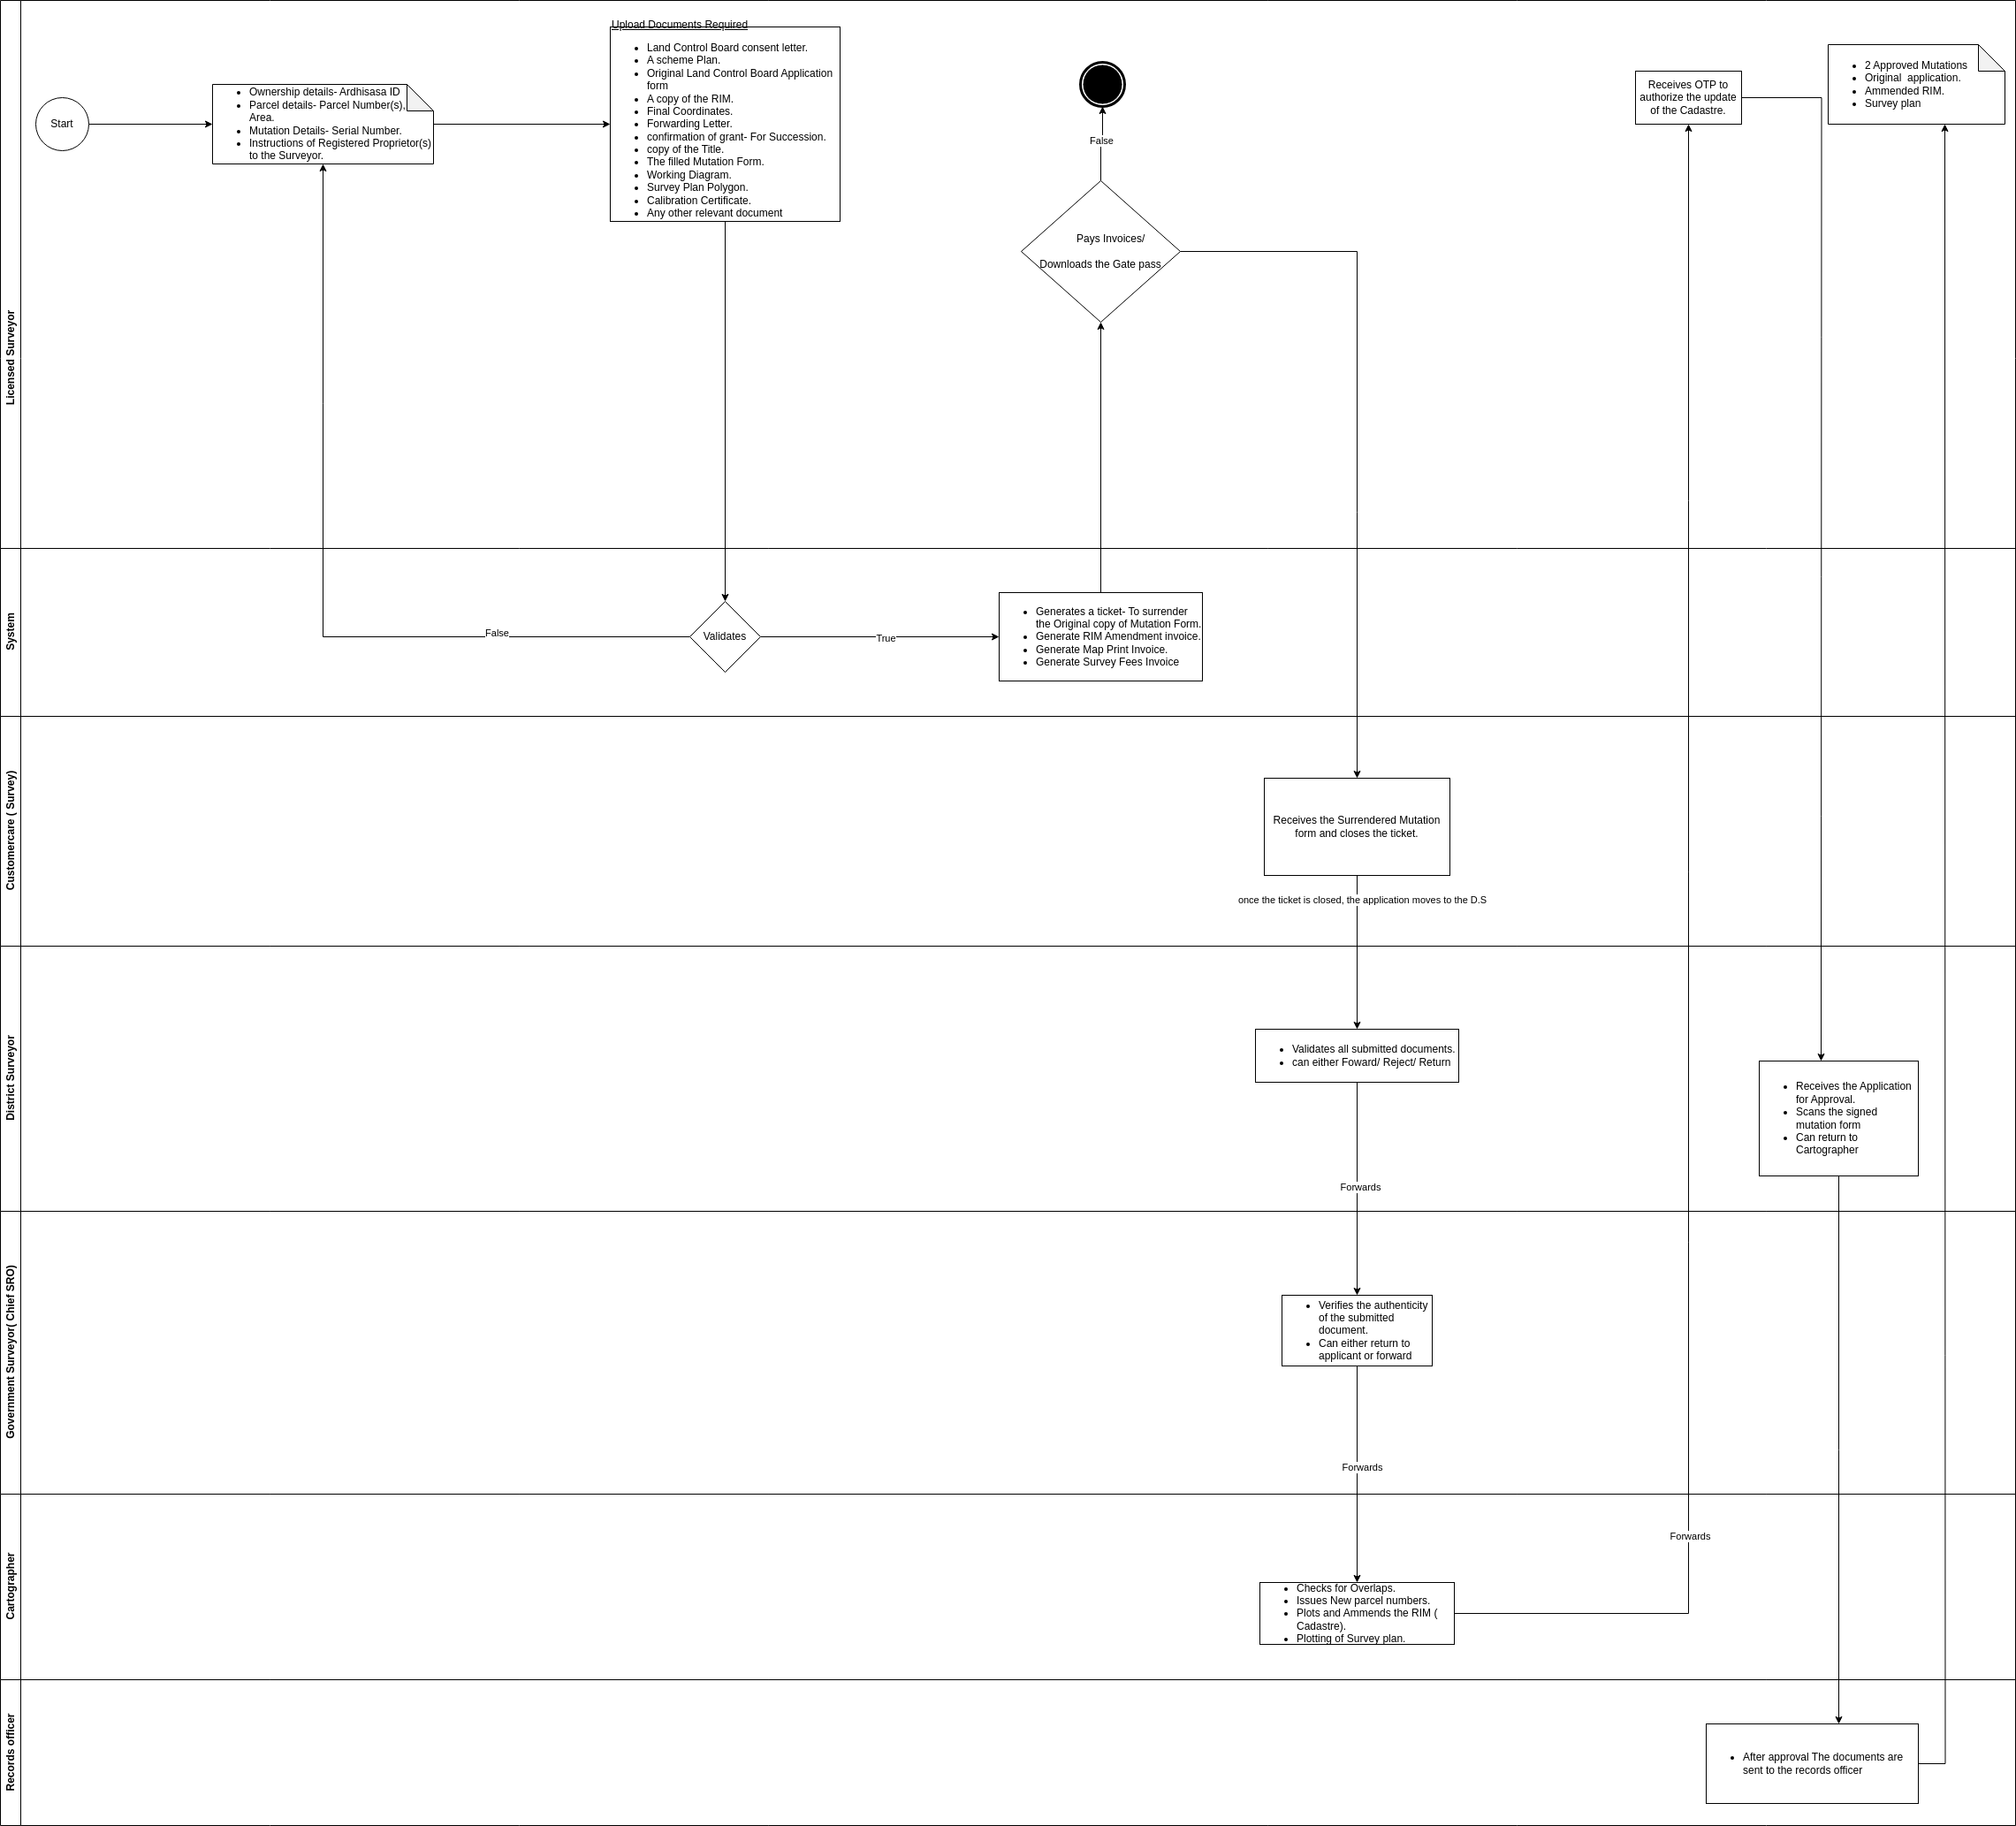 Licensed Surveyor
Start
Ownership details- Ardhisasa ID
Parcel details- Parcel Number(s),
Area.
Mutation Details- Serial Number.
Instructions of Registered Proprietor(s)
to the Surveyor.
Upload Documents Required
Land Control Board consent letter.
A scheme Plan.
Original Land Control Board Application
form
A copy of the RIM.
Final Coordinates.
Forwarding Letter.
confirmation of grant- For Succession.
copy of the Title.
The filled Mutation Form.
Working Diagram.
Survey Plan Polygon.
Calibration Certificate.
Any other relevant document
False
Pays Invoices/
Downloads the Gate pass
Receives OTP to
authorize the update
of the Cadastre.
2 Approved Mutations
Original  application.
Ammended RIM.
Survey plan
System
False
Validates
True
Generates a ticket- To surrender
the Original copy of Mutation Form.
Generate RIM Amendment invoice.
Generate Map Print Invoice.
Generate Survey Fees Invoice
Customercare ( Survey)
Receives the Surrendered Mutation
form and closes the ticket.
once the ticket is closed, the application moves to the D.S
District Surveyor
Validates all submitted documents.
can either Foward/ Reject/ Return
Forwards
Receives the Application
for Approval.
Scans the signed
mutation form
Can return to
Cartographer
Government Surveyor( Chief SRO)
Verifies the authenticity
of the submitted
document.
Can either return to
applicant or forward
Forwards
Cartographer
Forwards
Checks for Overlaps.
Issues New parcel numbers.
Plots and Ammends the RIM (
Cadastre).
Plotting of Survey plan.
Records officer
After approval The documents are
sent to the records officer